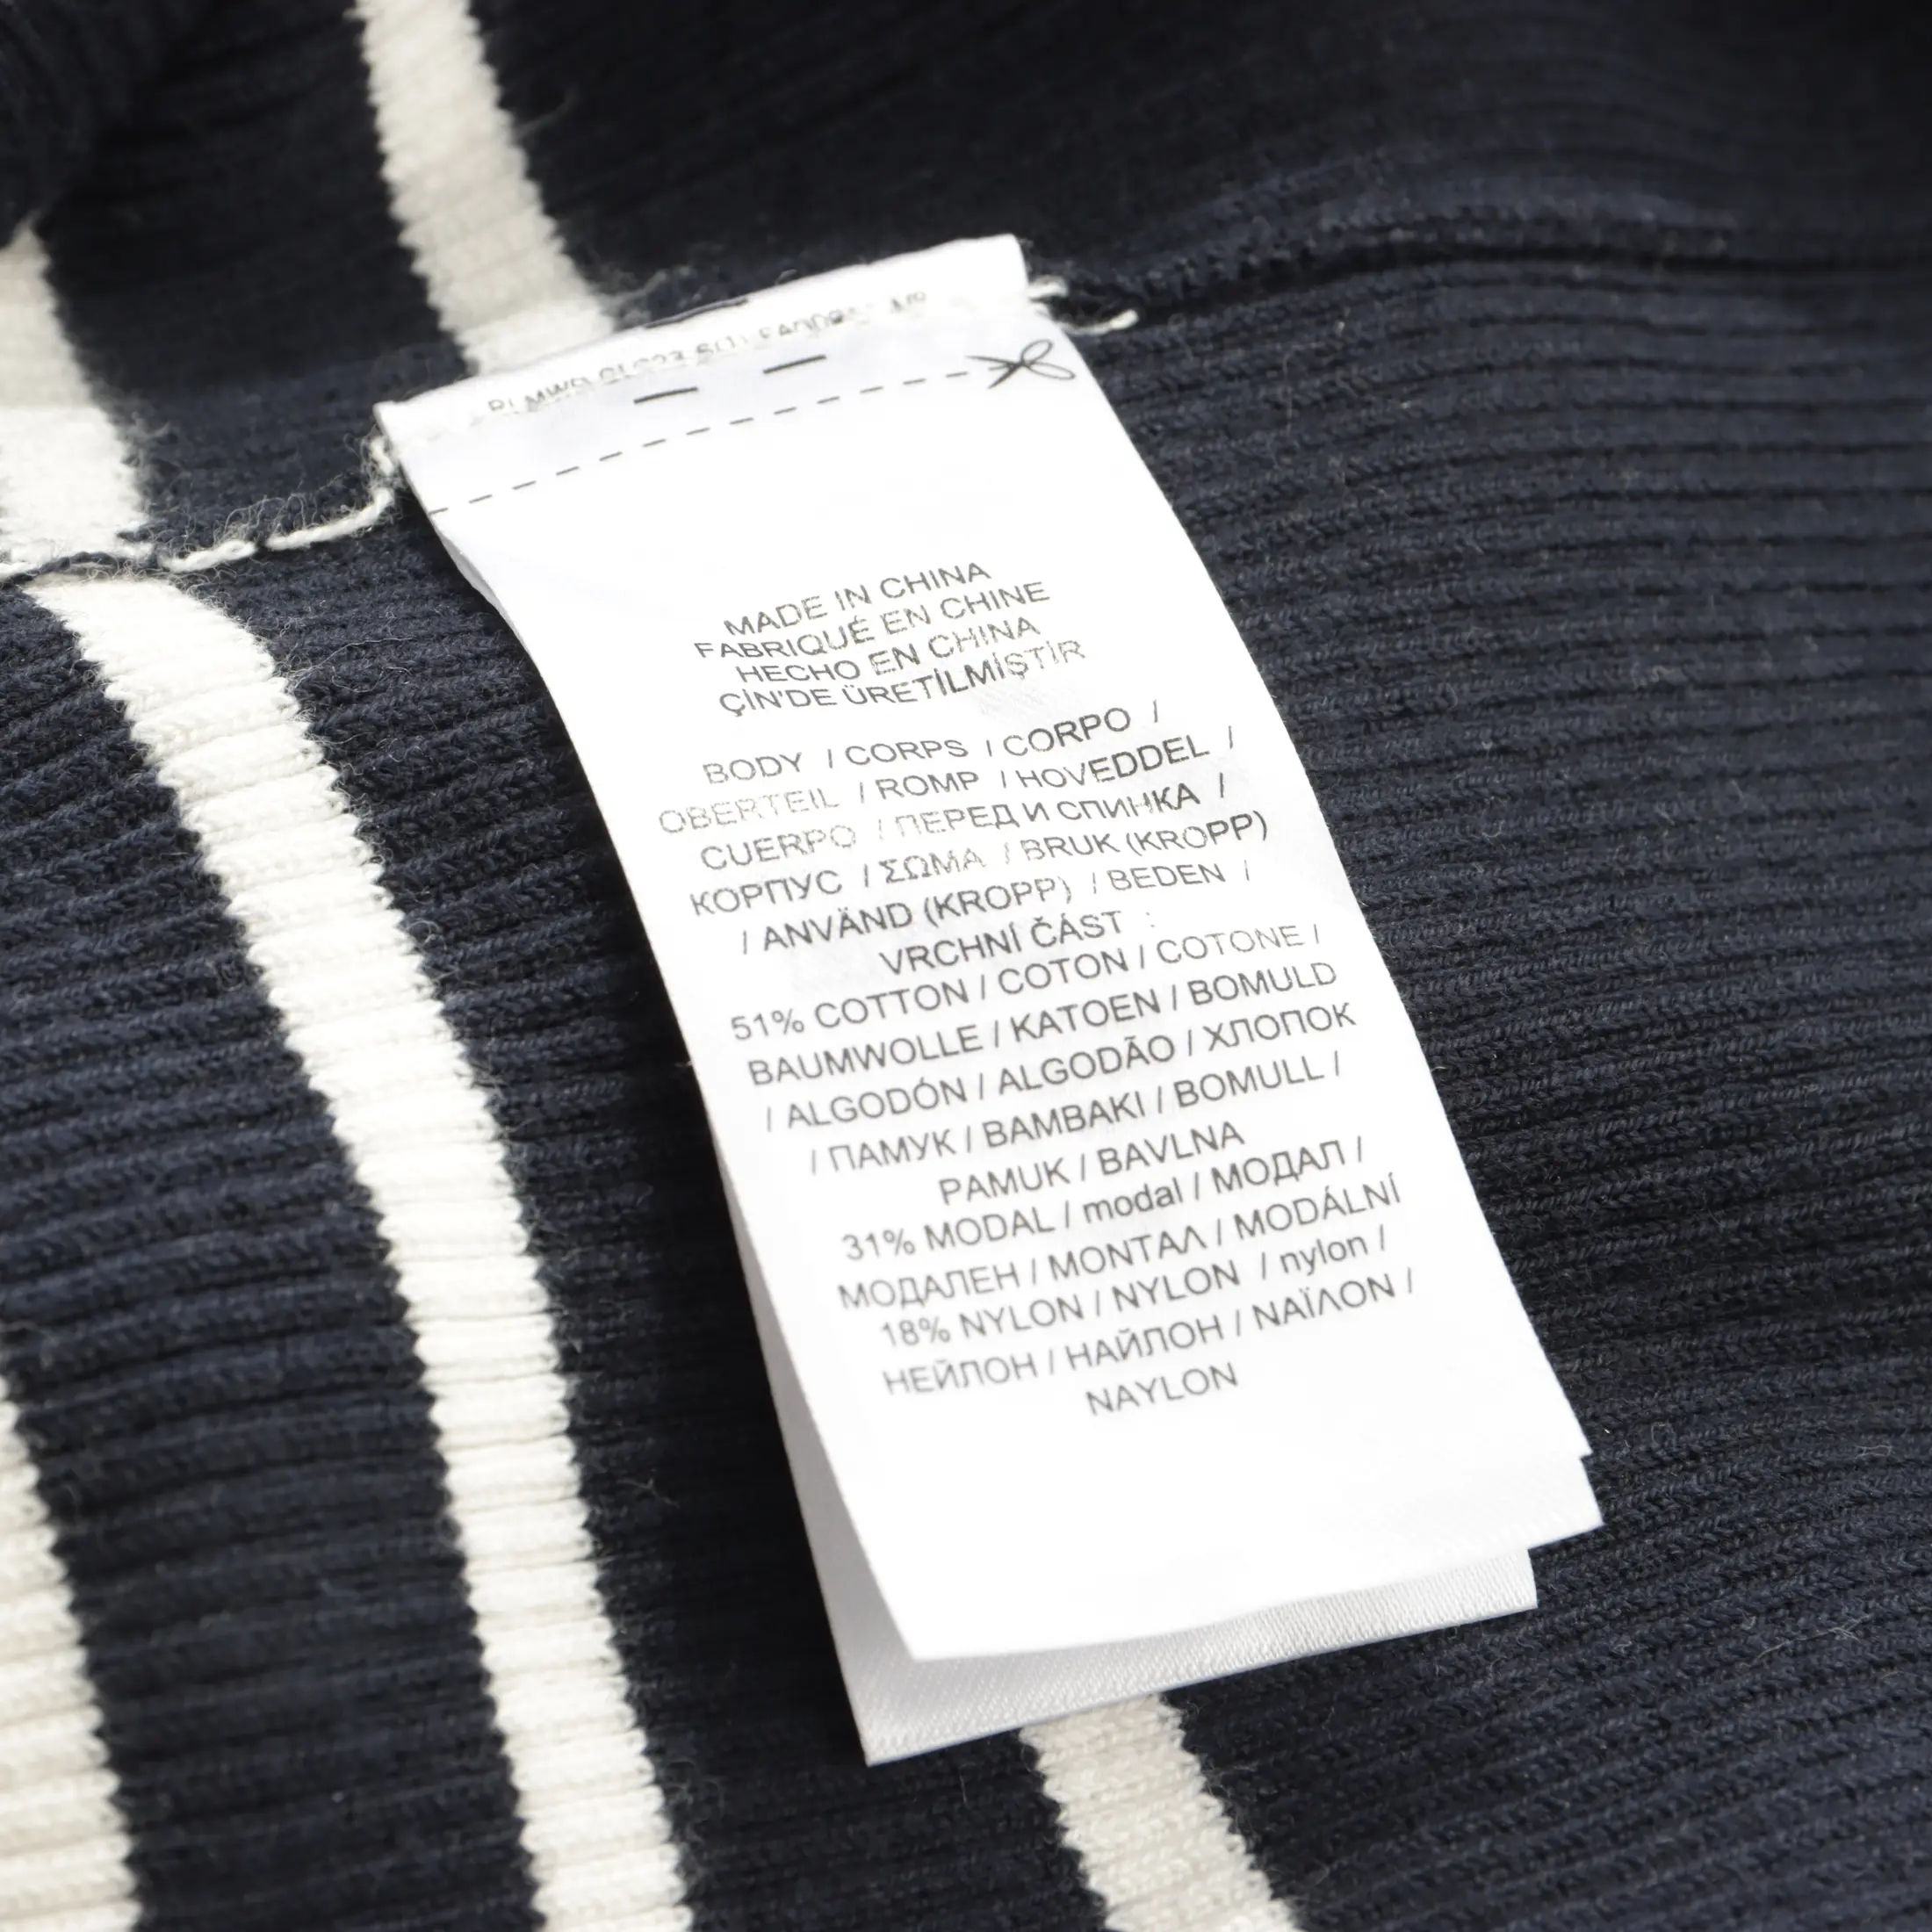 MADE IN CHINA
FABRIQUÉ EN CHINE
HECHO EN CHINA
ÇİN'DE ÜRETİLMİŞTİR
BODY / CORPS / CORPO /
OBERTEIL / ROMP / HOVEDDEL /
CUERPO / ПЕРЕД И СПИНКА /
КОРПУС / ΣΩΜΑ / BRUK (KROPP)
/ ANVÄND (KROPP) / BEDEN /
VRCHNÍ ČÁST :
51% COTTON / COTON / COTONE /
BAUMWOLLE / KATOEN / BOMULD
/ ALGODÓN / ALGODÃO / ХЛОПОК
/ ПАМУК / BAMBAKI / BOMULL /
PAMUK / BAVLNA
31% MODAL / modal / МОДАЛ /
МОДАЛЕН / ΜΟΝΤΑΛ / MODÁLNÍ
18% NYLON / NYLON / nylon /
НЕЙЛОН / НАЙЛОН / ΝΑΪΛΟΝ /
NAYLON